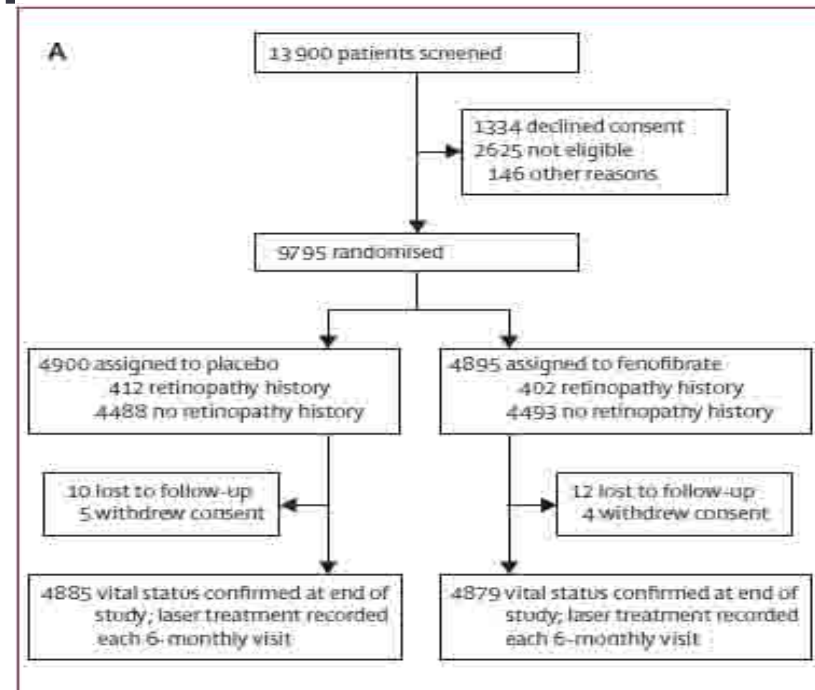 A
13 900 patients screened
1334 declined consent
2625 not eligible
146 other reasons
9795 randomised
4900 assigned to placebo
412 retinopathy history
4488 no retinopathy history
4895 assigned to fenofibrate
402 retinopathy history
4493 no retinopathy history
10 lost to follow-up
5 withdrew consent
12 lost to follow-up
4 withdrew consent
4885 vital status confirmed at end of
study; laser treatment recorded
each 6-monthly visit
4879 vital status confirmed at end of
study; laser treatment recorded
each 6-monthly visit